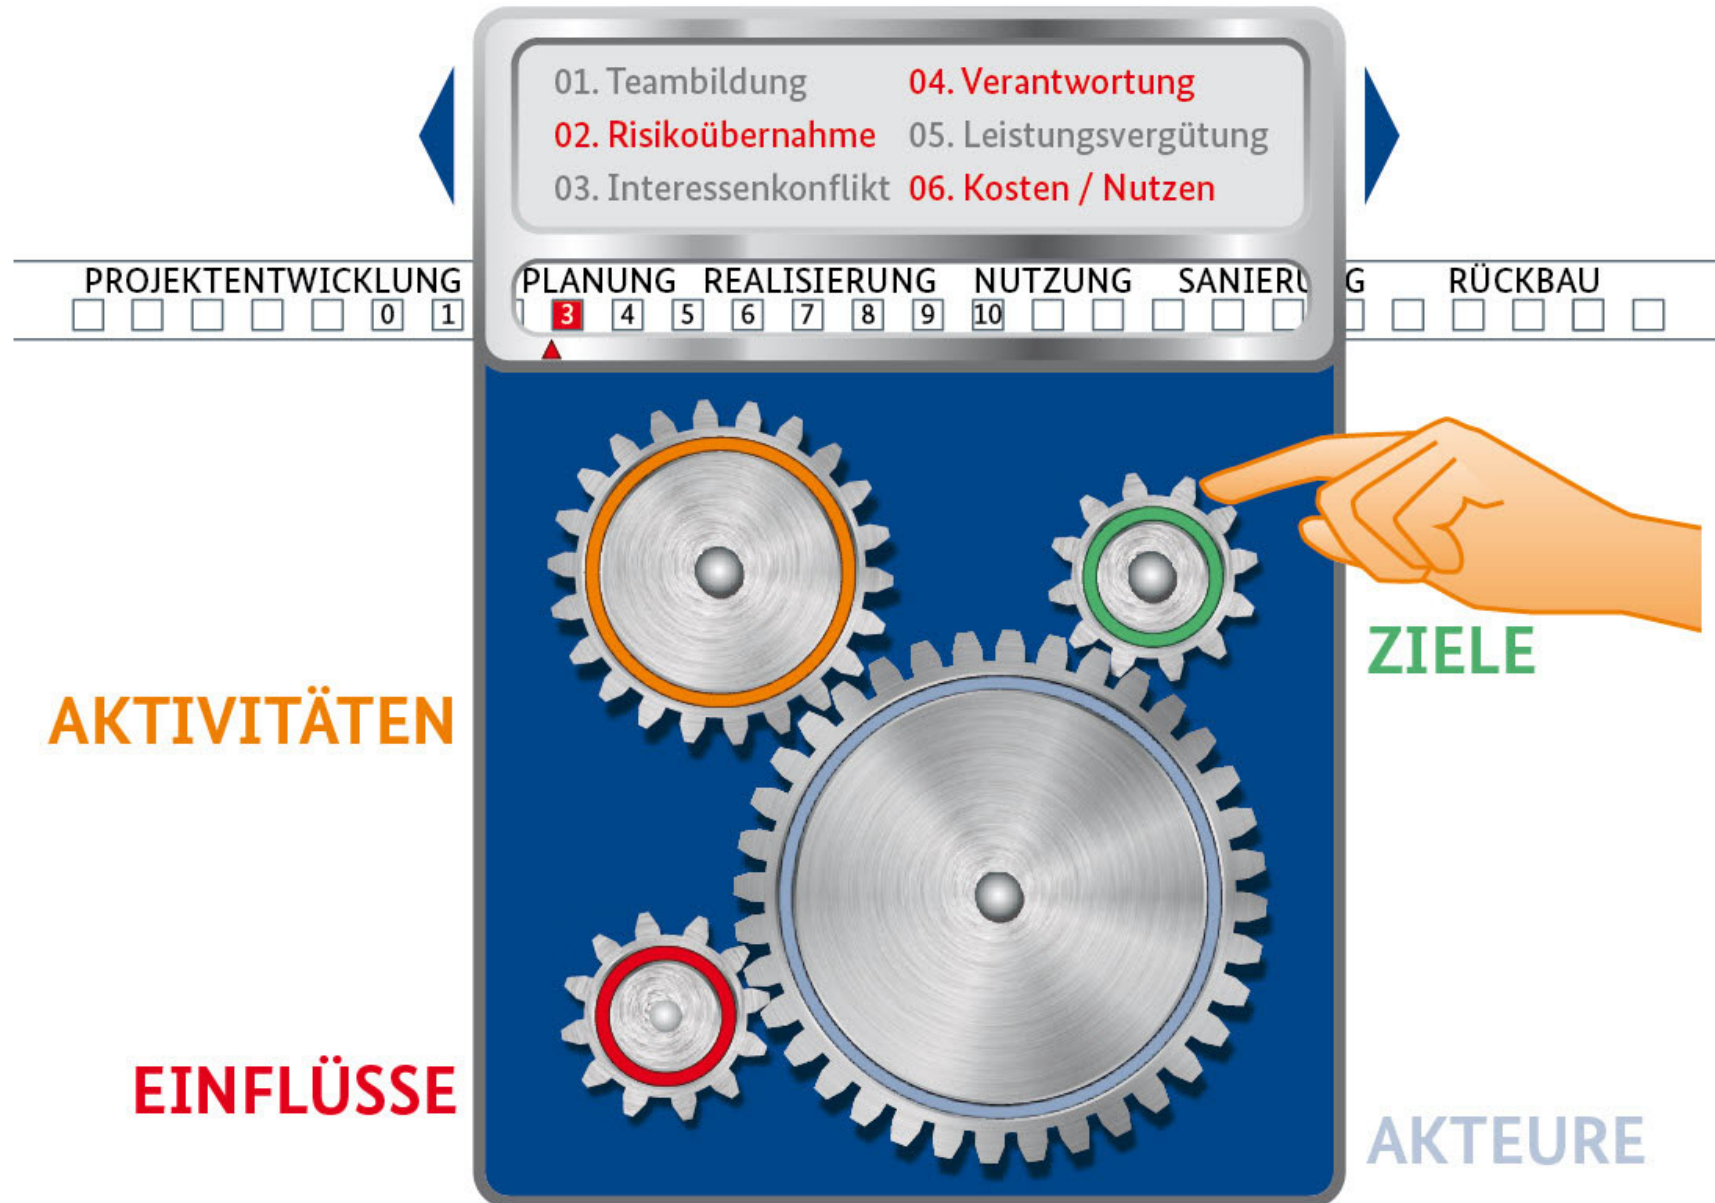 01. Teambildung
02. Risikoübernahme
03. Interessenkonflikt
04. Verantwortung
05. Leistungsvergütung
06. Kosten / Nutzen
PROJEKTENTWICKLUNG PLANUNG REALISIERUNG NUTZUNG SANIERUNG RÜCKBAU
0 1 3 4 5 6 7 8 9 10
ZIELE
AKTIVITÄTEN
EINFLÜSSE
AKTEURE